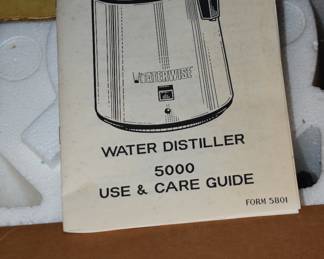 WATERWISE
WATER DISTILLER
5000
USE & CARE GUIDE
FORM 5801